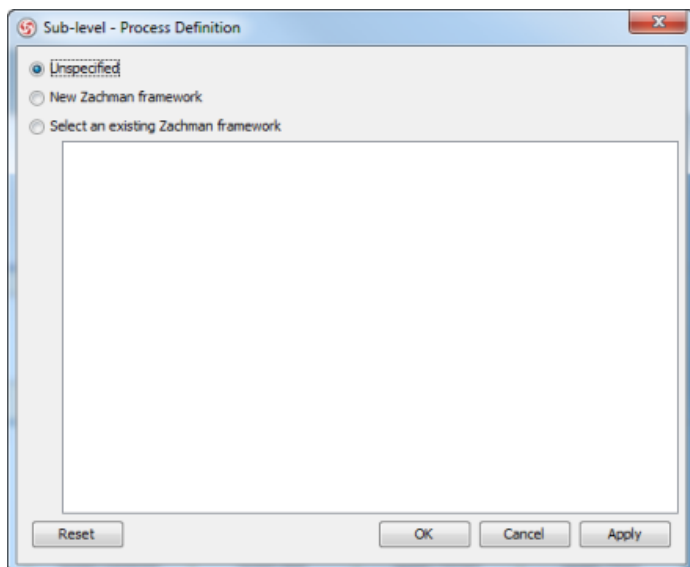 Sub-level - Process Definition
Unspecified
New Zachman framework
Select an existing Zachman framework
Reset OK Cancel Apply